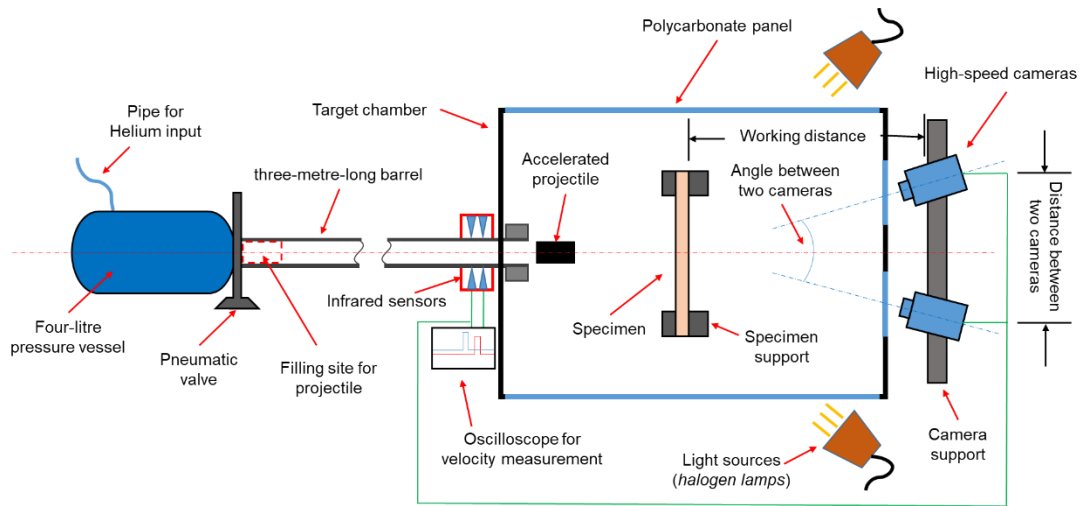 Polycarbonate panel
High-speed cameras
Pipe for
Helium input
Target chamber
Working distance
Accelerated
projectile
Angle between
two cameras
three-metre-long barrel
Distance between
two cameras
Infrared sensors
Four-litre
pressure vessel
Pneumatic
valve
Filling site for
projectile
Specimen
Specimen
support
Oscilloscope for
velocity measurement
Light sources
(halogen lamps)
Camera
support